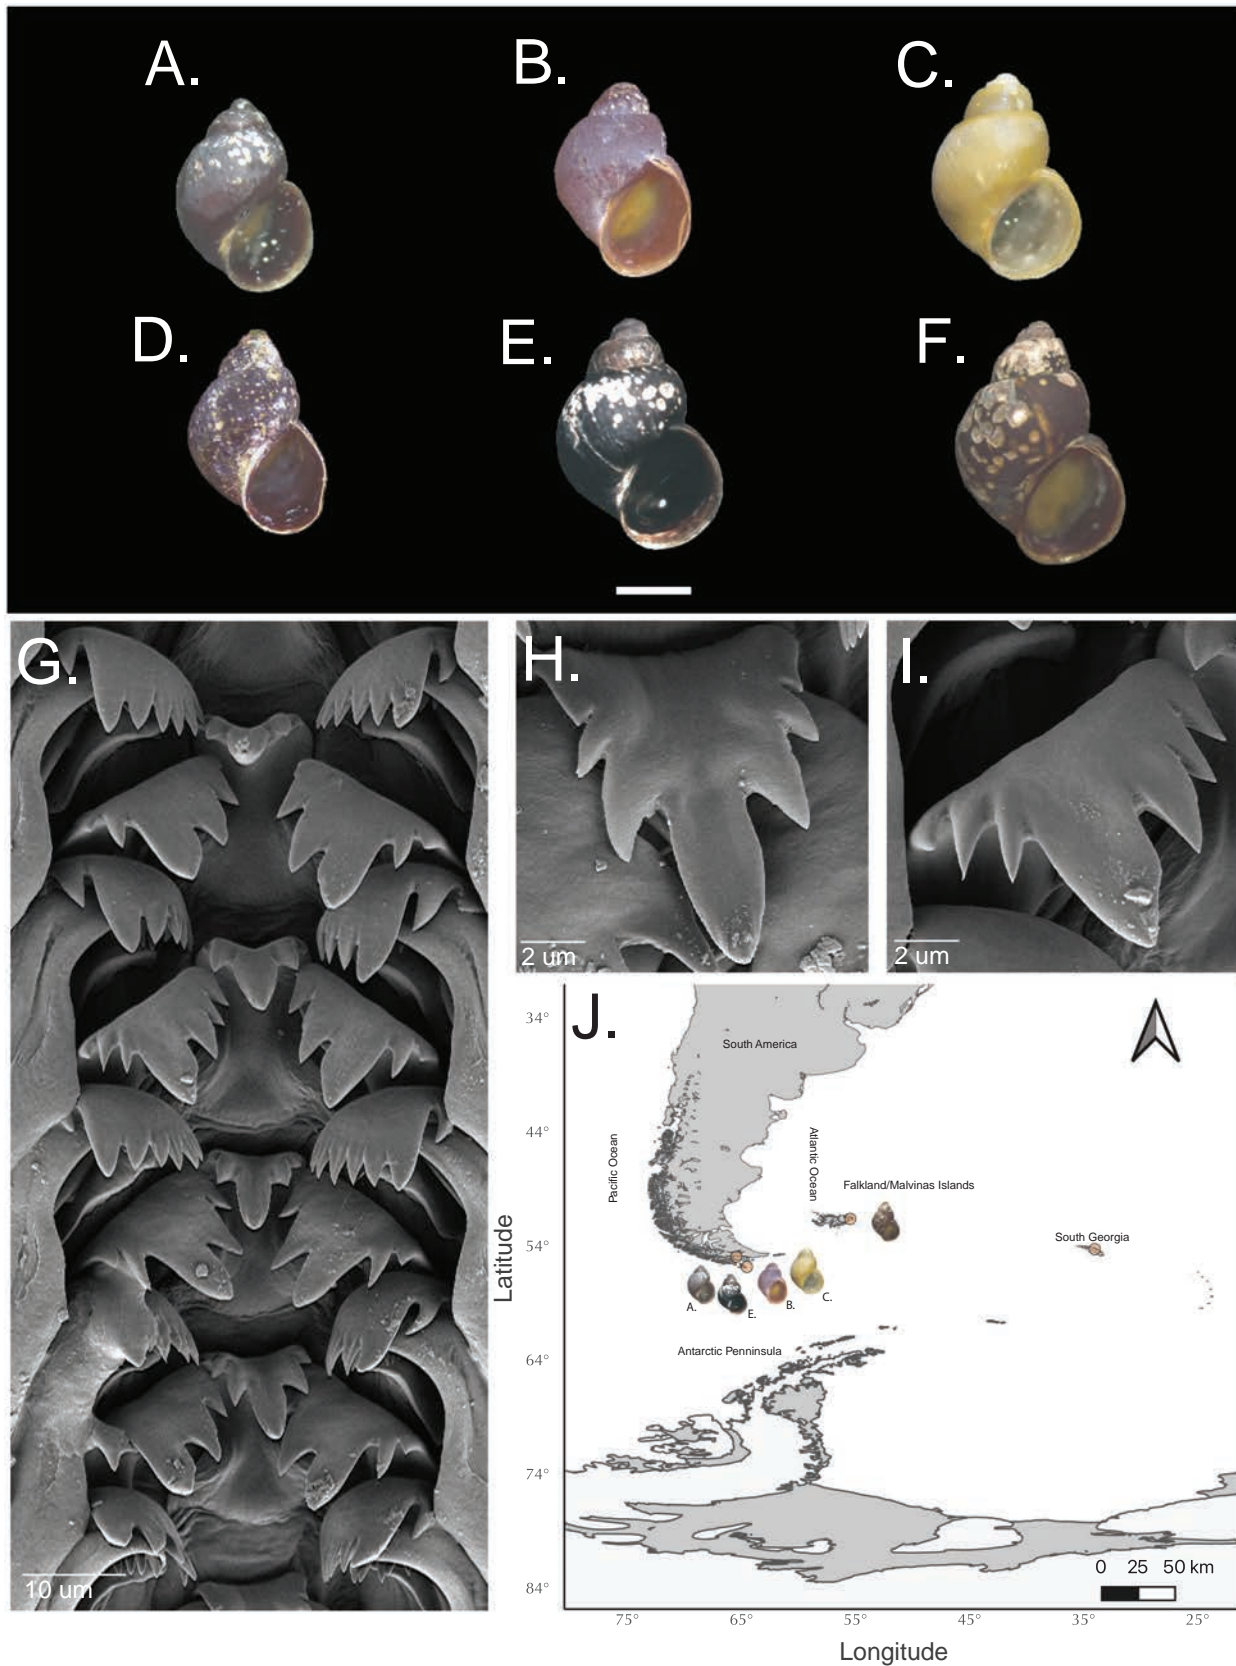 A.
B.
C.
D.
E.
F.
G.
H.
I.
2 um
2 um
10 um
J.
34°
44°
54°
64°
74°
84°
Latitude
South America
Pacific Ocean
Atlantic Ocean
Falkland/Malvinas Islands
South Georgia
A.
E.
B.
C.
Antarctic Penninsula
0 25 50 km
75° 65° 55° 45° 35° 25°
Longitude